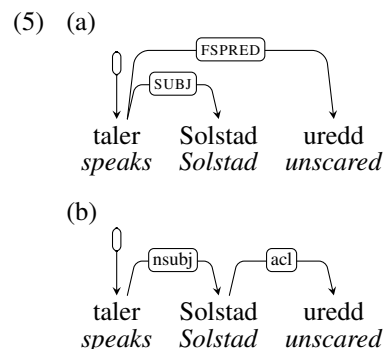 (5) (a)
FSPRED
SUBJ
taler Solstad uredd
speaks Solstad unscared
(b)
nsubj acl
taler Solstad uredd
speaks Solstad unscared